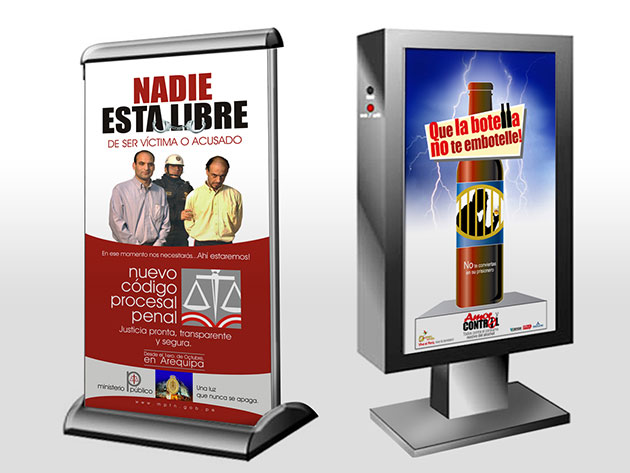 NADIE
ESTA LIBRE
DE SER VÍCTIMA O ACUSADO
En ese momento nos necesitarás...Ahí estaremos!
nuevo
código
procesal
penal
Justicia pronta, transparente
y segura.
Desde el 1ero. de Octubre,
en Arequipa
ministerio público
Una luz
que nunca se apaga.
www.mpfn.gob.pe
Que la botella
no te embotelle!
No te conviertas
en su prisionero
Amor
CONTROL